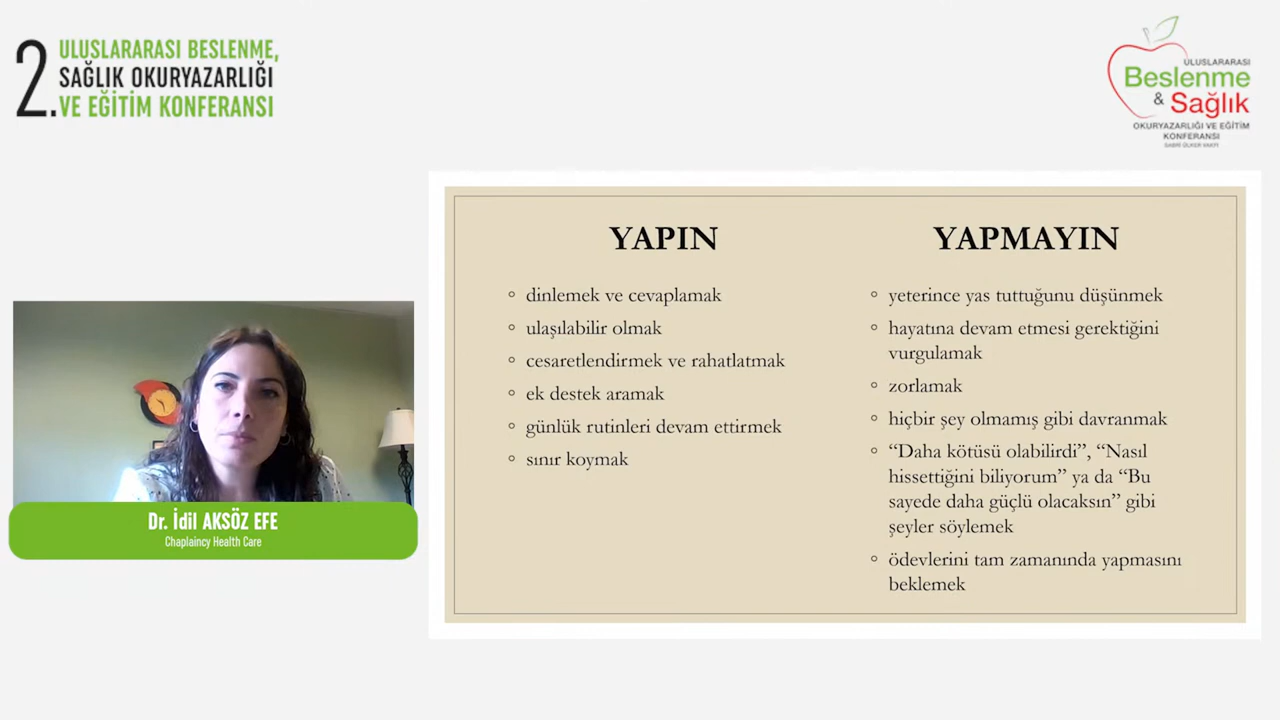 2. ULUSLARARASI BESLENME,
SAĞLIK OKURYAZARLIĞI
VE EĞİTİM KONFERANSI
ULUSLARARASI
Beslenme
& Sağlık
OKURYAZARLIĞI VE EĞİTİM
KONFERANSI
SABRİ ÜLKER VAKFI
YAPIN
◦ dinlemek ve cevaplamak
◦ ulaşılabilir olmak
◦ cesaretlendirmek ve rahatlatmak
◦ ek destek aramak
◦ günlük rutinleri devam ettirmek
◦ sınır koymak
YAPMAYIN
◦ yeterince yas tuttuğunu düşünmek
◦ hayatına devam etmesi gerektiğini
vurgulamak
◦ zorlamak
◦ hiçbir şey olmamış gibi davranmak
◦ “Daha kötüsü olabilirdi”, “Nasıl
hissettiğini biliyorum” ya da “Bu
sayede daha güçlü olacaksın” gibi
şeyler söylemek
◦ ödevlerini tam zamanında yapmasını
beklemek
Dr. İdil AKSÖZ EFE
Chaplaincy Health Care